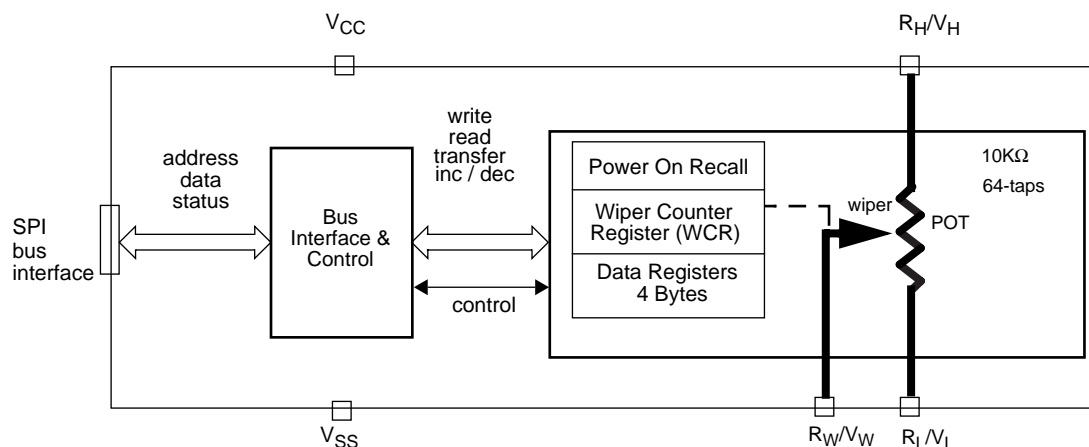 VCC
RH/VH
write
read
transfer
inc / dec
address
data
status
SPI
bus
interface
Bus
Interface &
Control
control
Power On Recall
Wiper Counter
Register (WCR)
Data Registers
4 Bytes
10KΩ
64-taps
wiper
POT
VSS
RW/VW
RL/VL